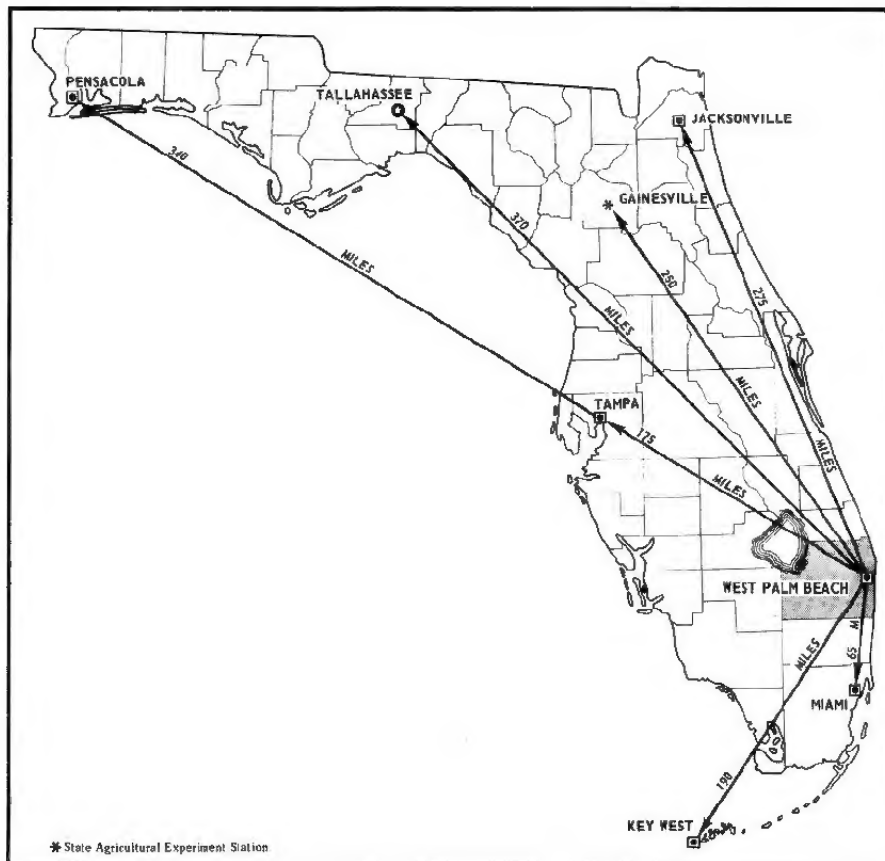 PENSACOLA
TALLAHASSEE
JACKSONVILLE
GAINESVILLE
340
MILES
370
MILES
250
MILES
275
MILES
TAMPA
175
MILES
WEST PALM BEACH
MILES
190
M
65
MIAMI
KEY WEST
* State Agricultural Experiment Station